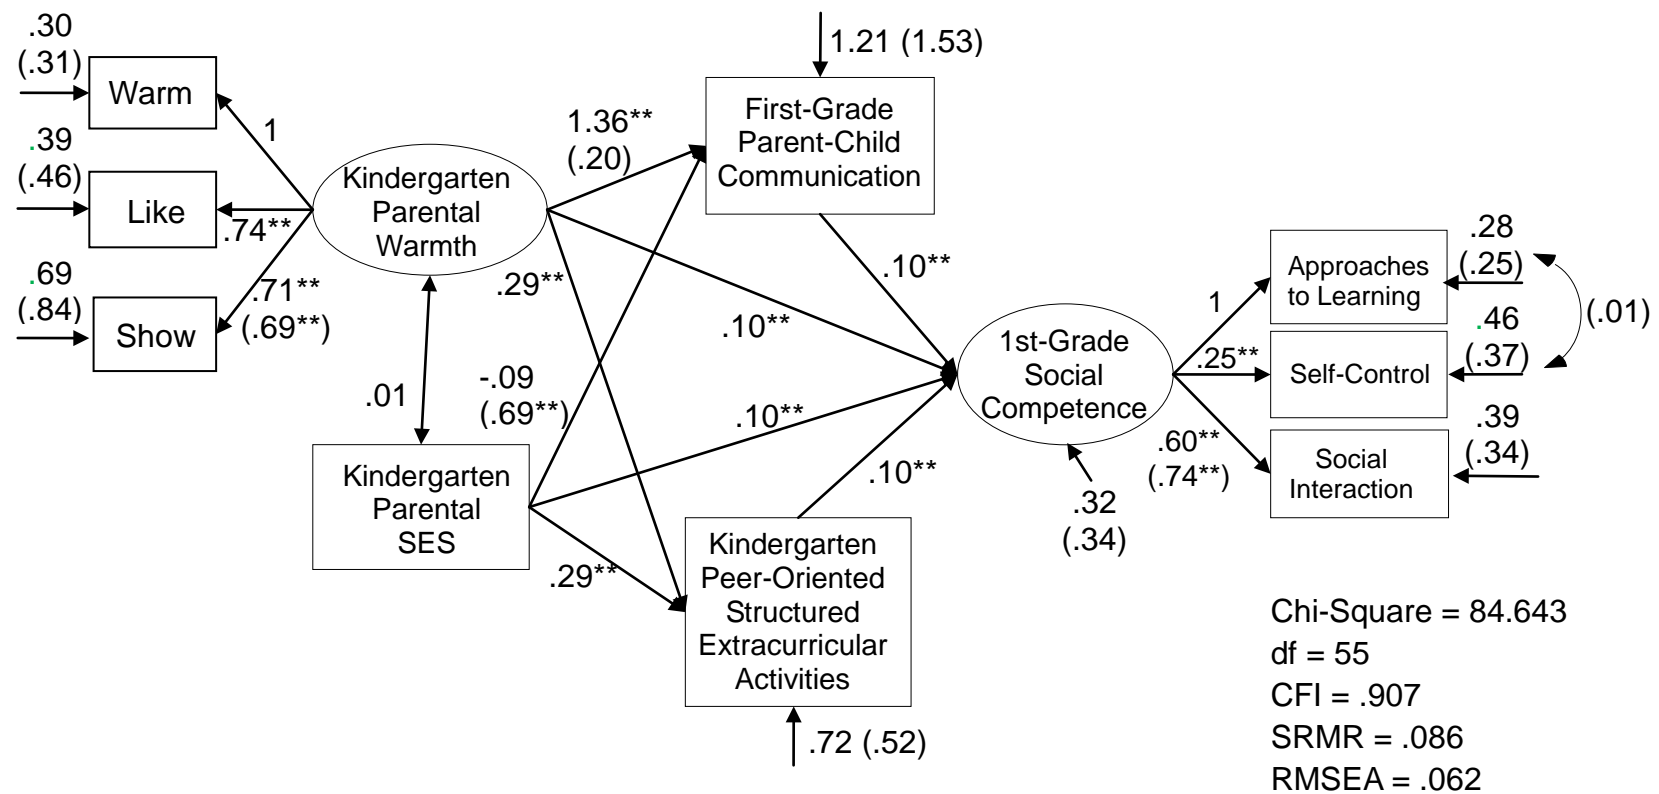 .30
(.31)
Warm
1
.39
(.46)
Like
.74**
.69
(.84)
Show
.71**
(.69**)
Kindergarten
Parental
Warmth
.01
Kindergarten
Parental
SES
1.36**
(.20)
.29**
-.09
(.69**)
.29**
1.21 (1.53)
First-Grade
Parent-Child
Communication
.10**
.10**
.10**
.10**
Kindergarten
Peer-Oriented
Structured
Extracurricular
Activities
.72 (.52)
1st-Grade
Social
Competence
.32
(.34)
1
.25**
.60**
(.74**)
Approaches
to Learning
.28
(.25)
Self-Control
.46
(.37)
(.01)
Social
Interaction
.39
(.34)
Chi-Square = 84.643
df = 55
CFI = .907
SRMR = .086
RMSEA = .062